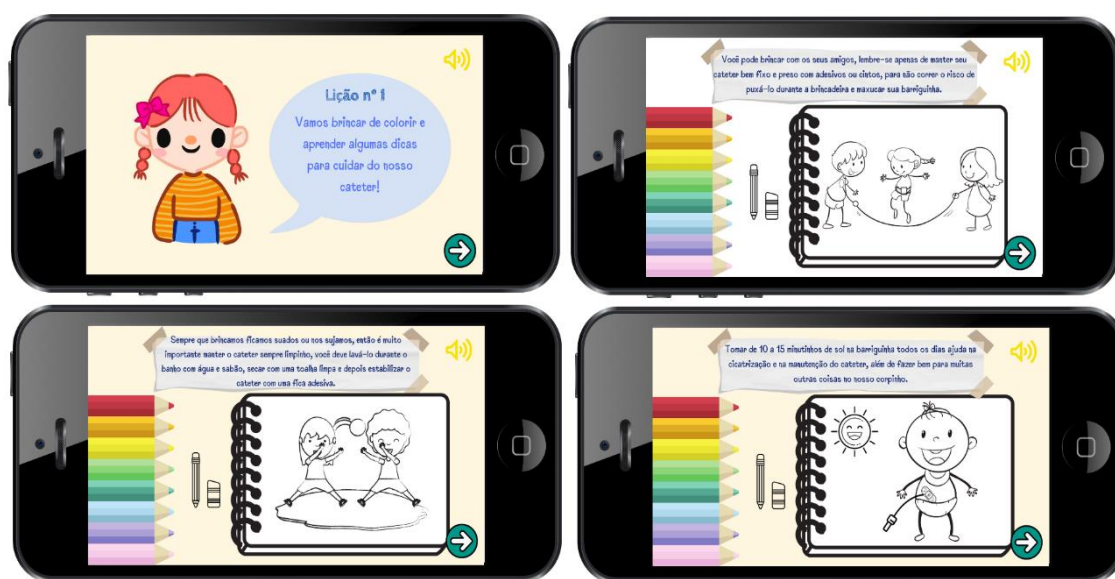 Lição nº 1
Vamos brincar de colorir e
aprender algumas dicas
para cuidar do nosso
cateter!
Você pode brincar com os seus amigos, lembre-se apenas de manter seu
cateter bem fixo e preso com adesivos ou cintos, para não correr o risco de
puxá-lo durante a brincadeira e maxucar sua barriguinha.
Sempre que brincamos ficamos suados ou nos sujamos, então é muito
importante manter o cateter sempre limpinho, você deve lavá-lo durante o
banho com água e sabão, secar com uma toalha limpa e depois estabilizar o
cateter com uma fica adesiva.
Tomar de 10 a 15 minutinhos de sol na barriguinha todos os dias ajuda na
cicatrização e na manutenção do cateter, além de fazer bem para muitas
outras coisas no nosso corpinho.